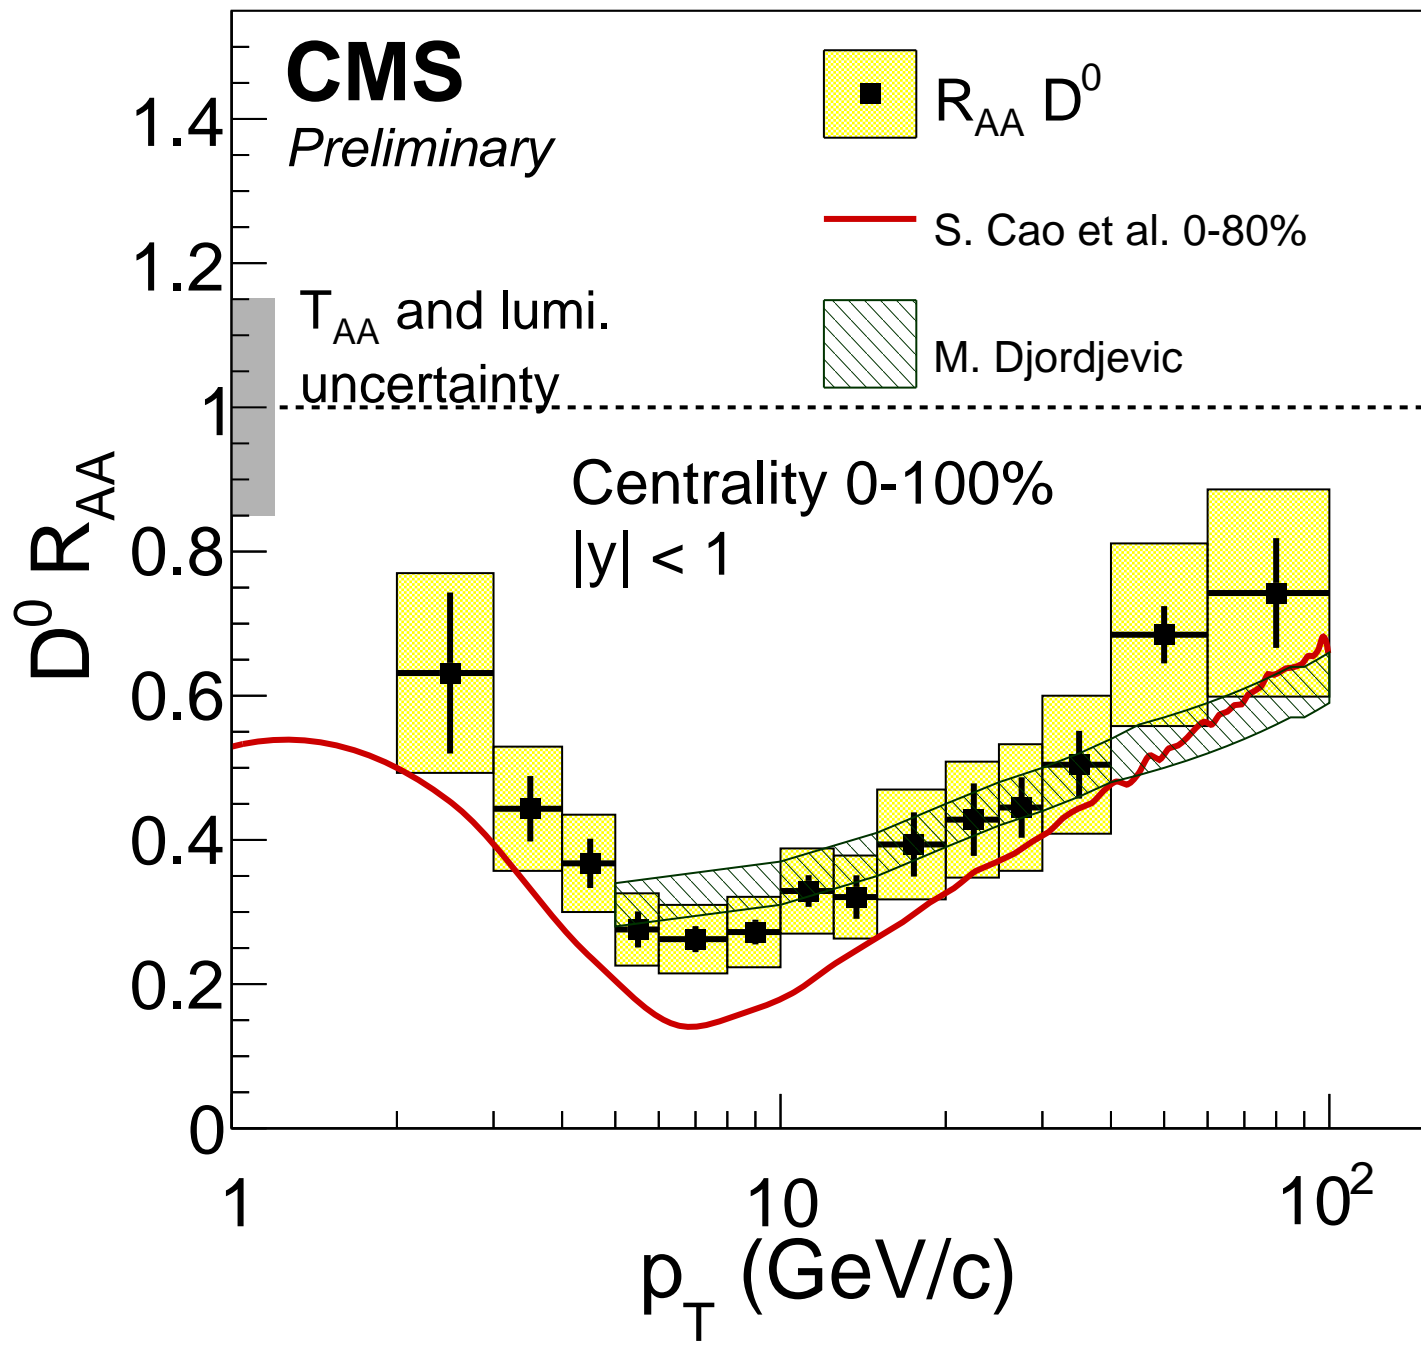 CMS
Preliminary
R_AA D^0
S. Cao et al. 0-80%
M. Djordjevic
T_AA and lumi.
uncertainty
Centrality 0-100%
|y| < 1
D^0 R_AA
1.4
1.2
1
0.8
0.6
0.4
0.2
0
1
10
10^2
p_T (GeV/c)